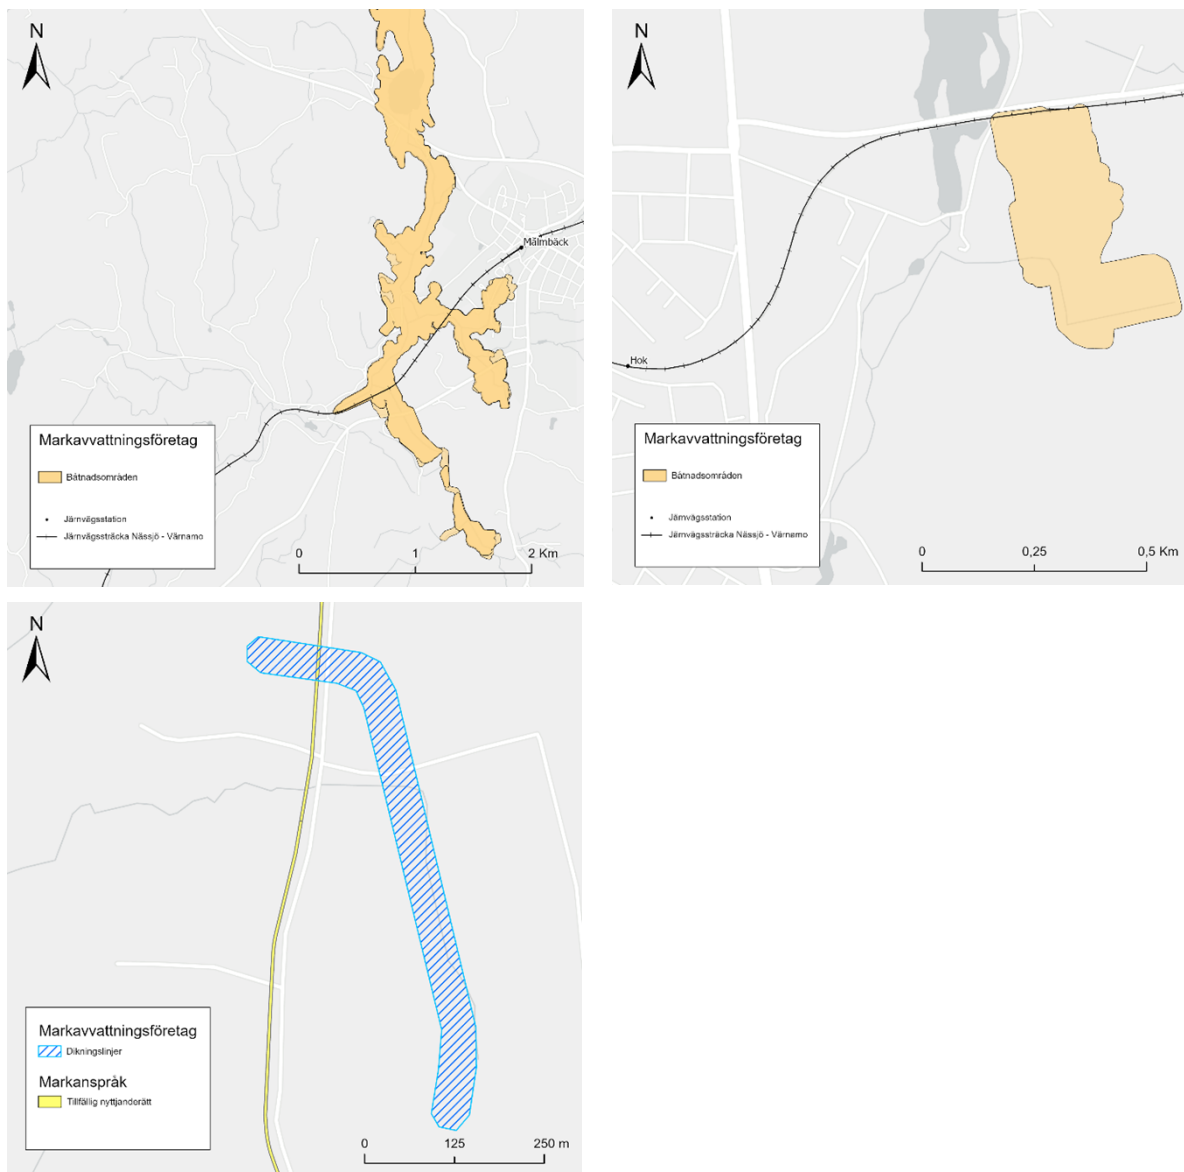 N
Malmbäck
Markavvattningsföretag
Båtnadsområden
Järnvägsstation
Järnvägssträcka Nässjö - Värnamo
0 1 2 Km
N
Hok
Markavvattningsföretag
Båtnadsområden
Järnvägsstation
Järnvägssträcka Nässjö - Värnamo
0 0,25 0,5 Km
N
Markavvattningsföretag
Dikningslinjer
Markanspråk
Tillfällig nyttjanderätt
0 125 250 m